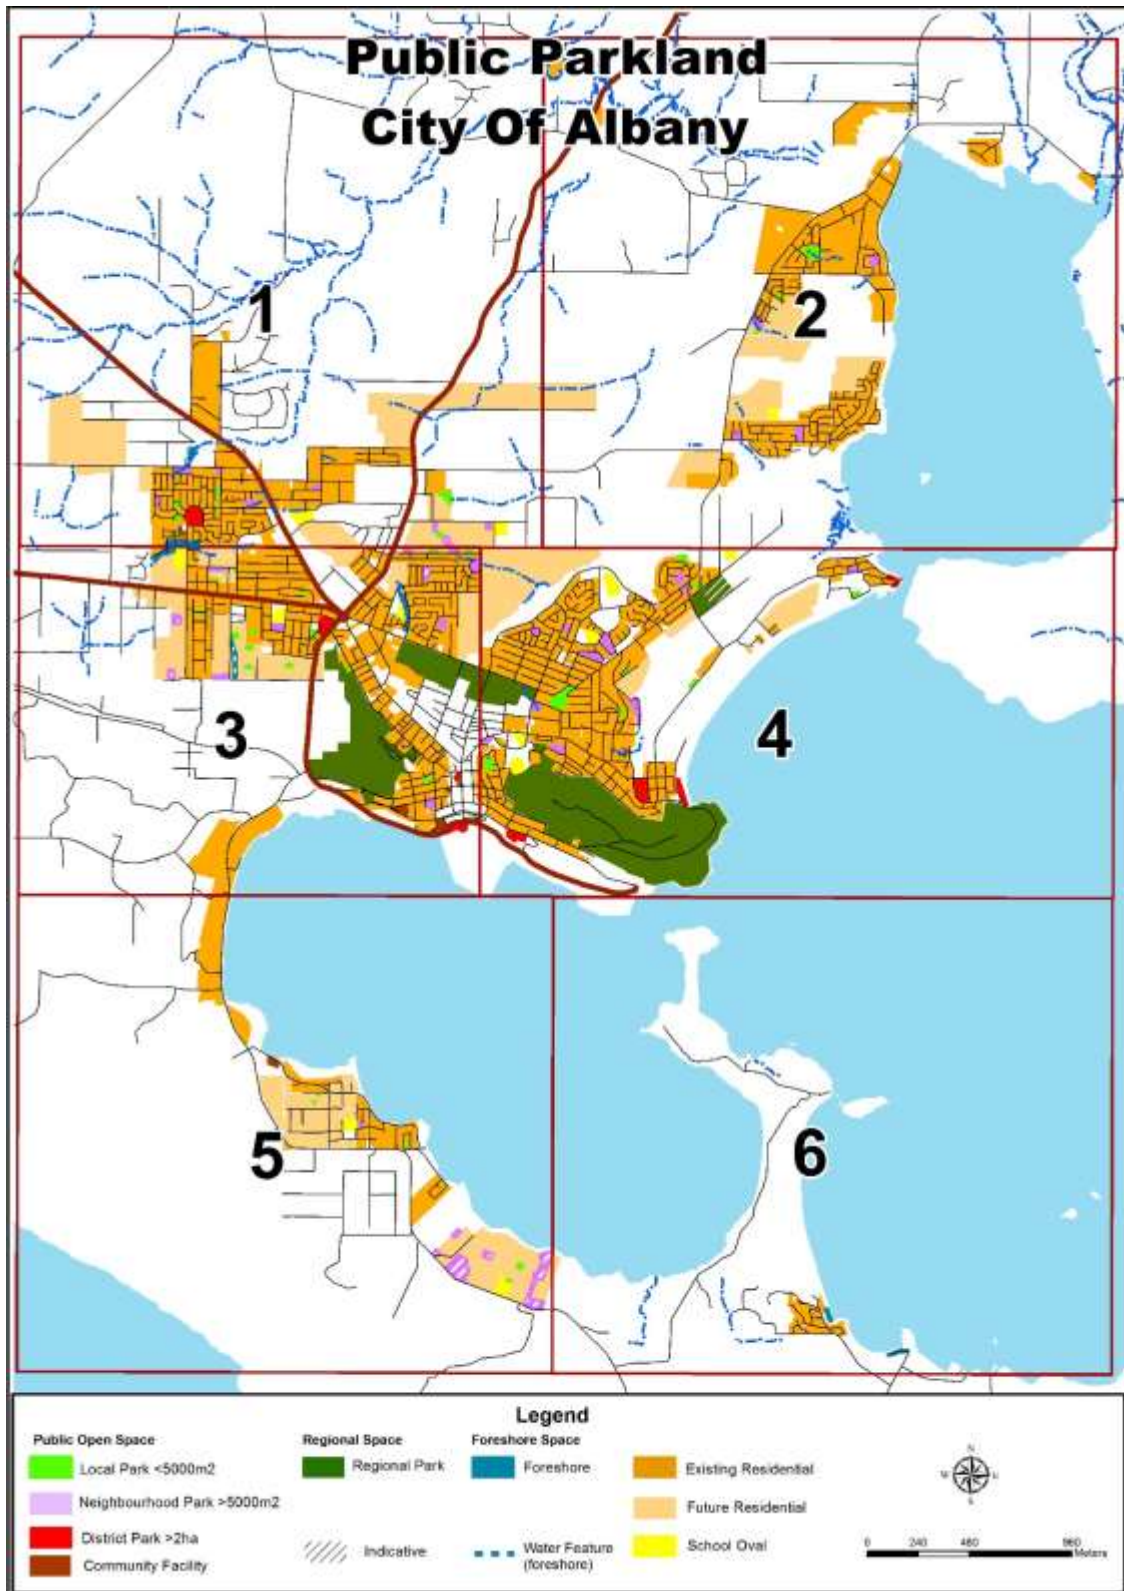 Public Parkland
City Of Albany
1
2
3
4
5
6
Legend
Public Open Space
Local Park <5000m2
Neighbourhood Park >5000m2
District Park >2ha
Community Facility
Regional Space
Regional Park
Indicative
Foreshore Space
Foreshore
Water Feature
(foreshore)
Existing Residential
Future Residential
School Oval
N
W
S
0 240 480 960
Meters